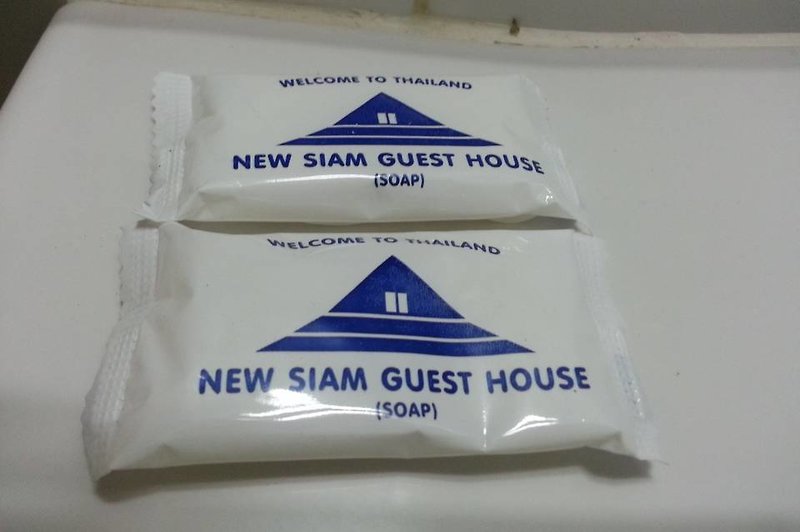 WELCOME TO THAILAND
NEW SIAM GUEST HOUSE
(SOAP)
WELCOME TO THAILAND
NEW SIAM GUEST HOUSE
(SOAP)